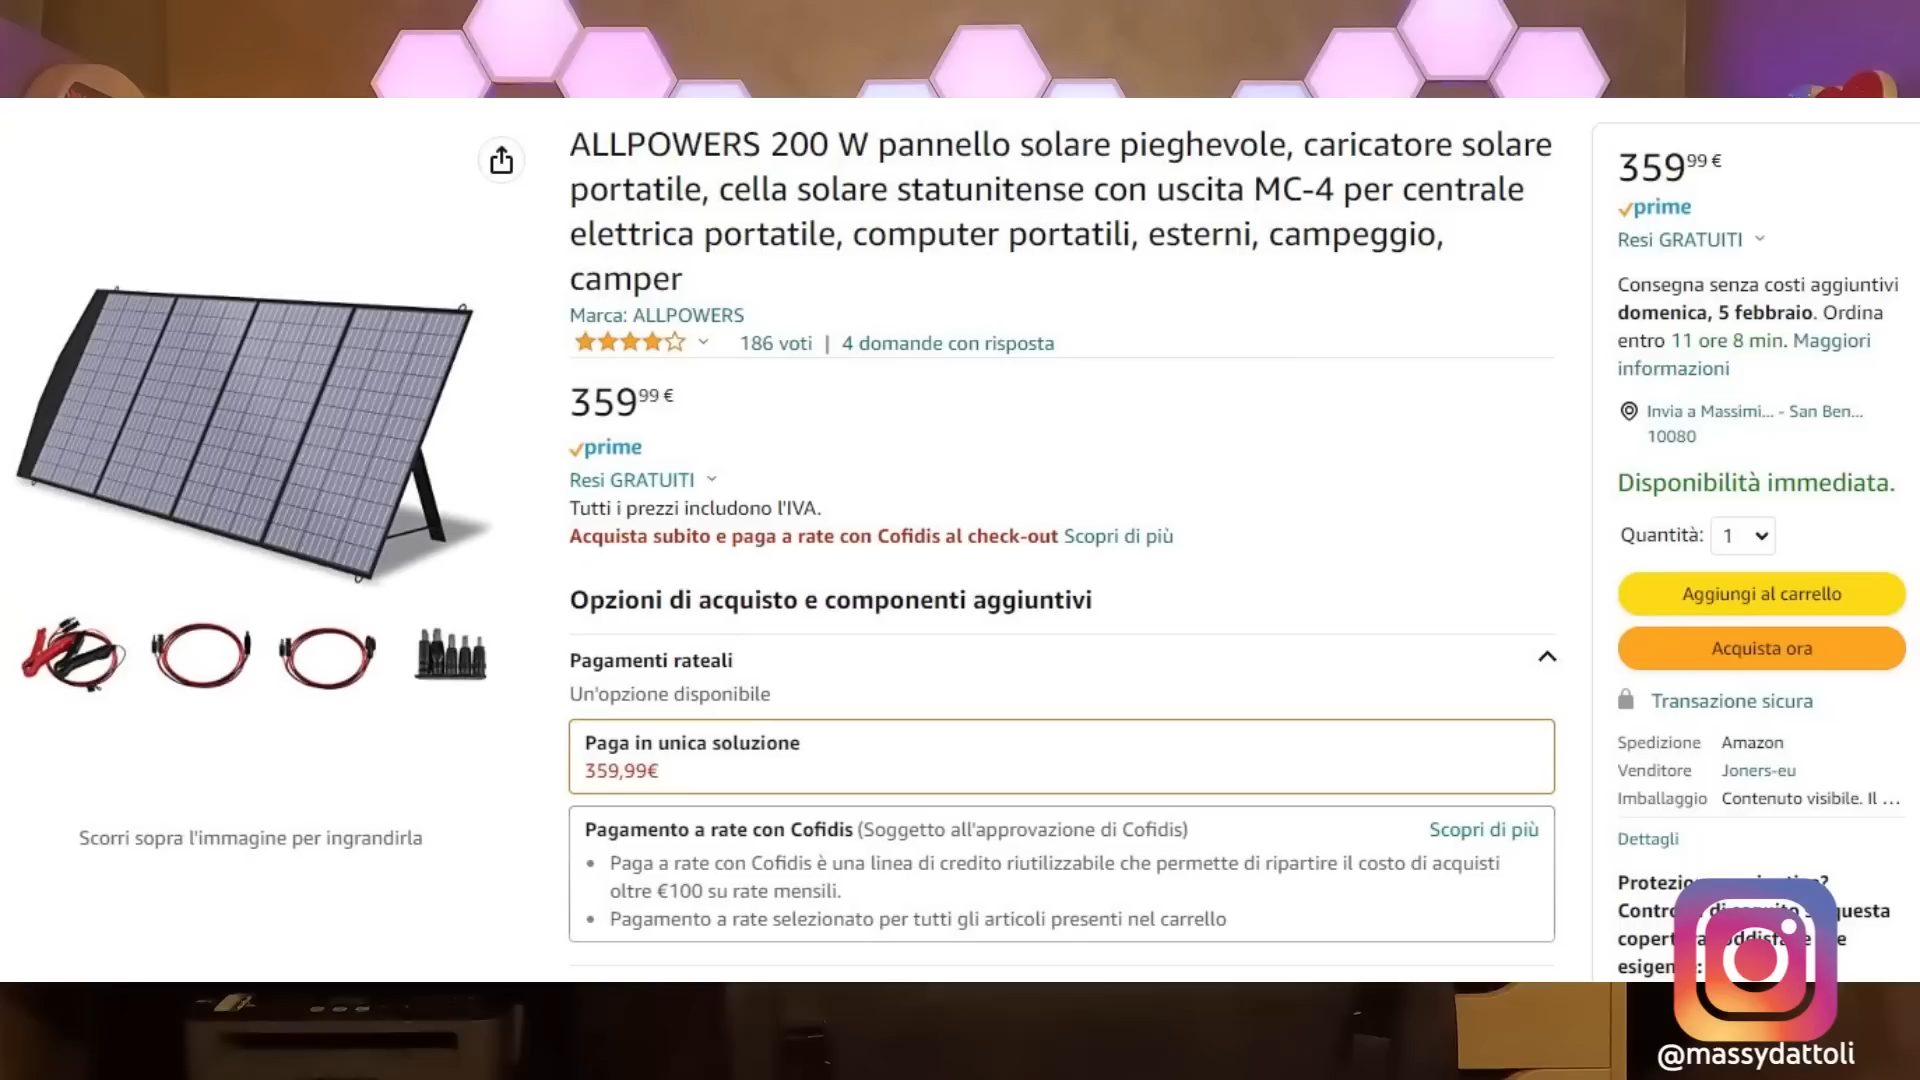 ALLPOWERS 200 W pannello solare pieghevole, caricatore solare
portatile, cella solare statunitense con uscita MC-4 per centrale
elettrica portatile, computer portatili, esterni, campeggio,
camper
Marca: ALLPOWERS
186 voti | 4 domande con risposta
359 99 €
prime
Resi GRATUITI
Tutti i prezzi includono l'IVA.
Acquista subito e paga a rate con Cofidis al check-out Scopri di più
Opzioni di acquisto e componenti aggiuntivi
Pagamenti rateali
Un'opzione disponibile
Paga in unica soluzione
359,99€
Pagamento a rate con Cofidis (Soggetto all'approvazione di Cofidis) Scopri di più
• Paga a rate con Cofidis è una linea di credito riutilizzabile che permette di ripartire il costo di acquisti
oltre €100 su rate mensili.
• Pagamento a rate selezionato per tutti gli articoli presenti nel carrello
Scorri sopra l'immagine per ingrandirla
359 99 €
prime
Resi GRATUITI
Consegna senza costi aggiuntivi
domenica, 5 febbraio. Ordina
entro 11 ore 8 min. Maggiori
informazioni
Invia a Massimi... - San Ben...
10080
Disponibilità immediata.
Quantità: 1
Aggiungi al carrello
Acquista ora
Transazione sicura
Spedizione Amazon
Venditore Joners-eu
Imballaggio Contenuto visibile. Il ...
Dettagli
questa
@massydattoli